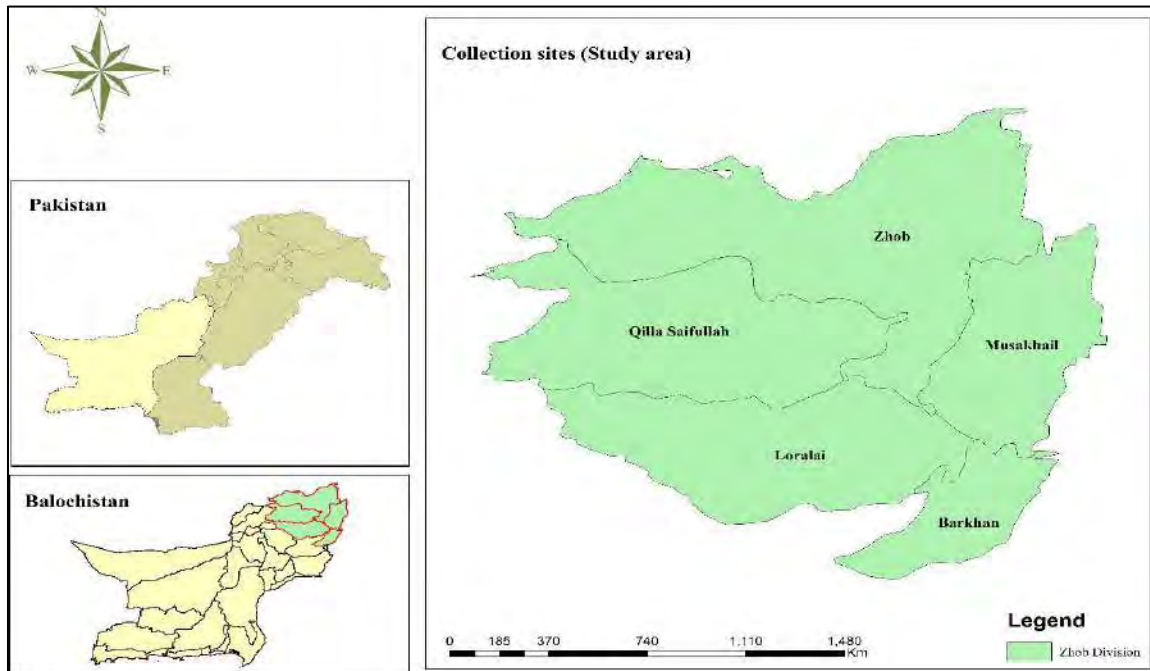 N
W
E
S
Collection sites (Study area)
Pakistan
Zhob
Qilla Saifullah
Musakhail
Loralai
Balochistan
Barkhan
Legend
Zhob Division
0 185 370 740 1,110 1,480
Km